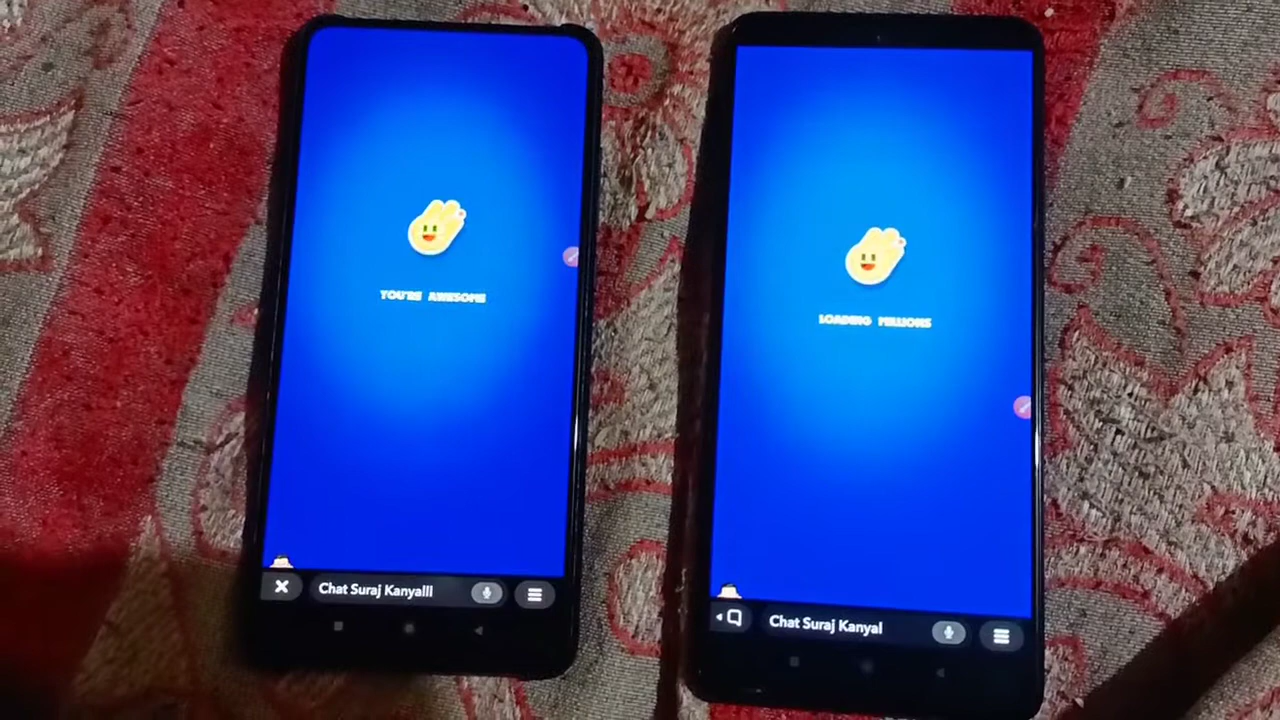 YOU'RE AWESOME
Chat Suraj Kanyalll
LOADING MILLIONS
Chat Suraj Kanyal